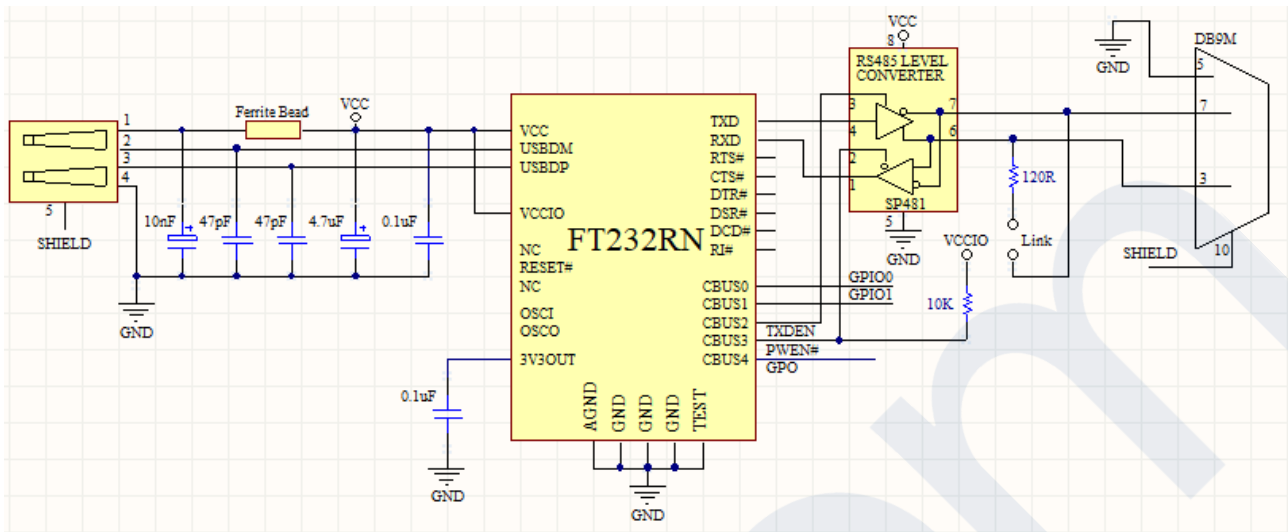 VCC
8
DB9M
GND
RS485 LEVEL
CONVERTER
5
Ferrite Bead
VCC
1
2
3
4
5
SHIELD
10nF
47pF
47pF
4.7uF
0.1uF
GND
VCC
USBDM
USBDP
VCCIO
NC
RESET#
NC
OSCI
OSCO
3V3OUT
0.1uF
GND
FT232RN
TXD
RXD
RTS#
CTS#
DTR#
DSR#
DCD#
RI#
CBUS0
CBUS1
CBUS2
CBUS3
CBUS4
AGND
GND
GND
GND
TEST
GND
3
4
2
1
7
6
SP481
5
GND
GPIO0
GPIO1
TXDEN
PWEN#
GPO
VCCIO
10K
120R
Link
7
3
SHIELD
10